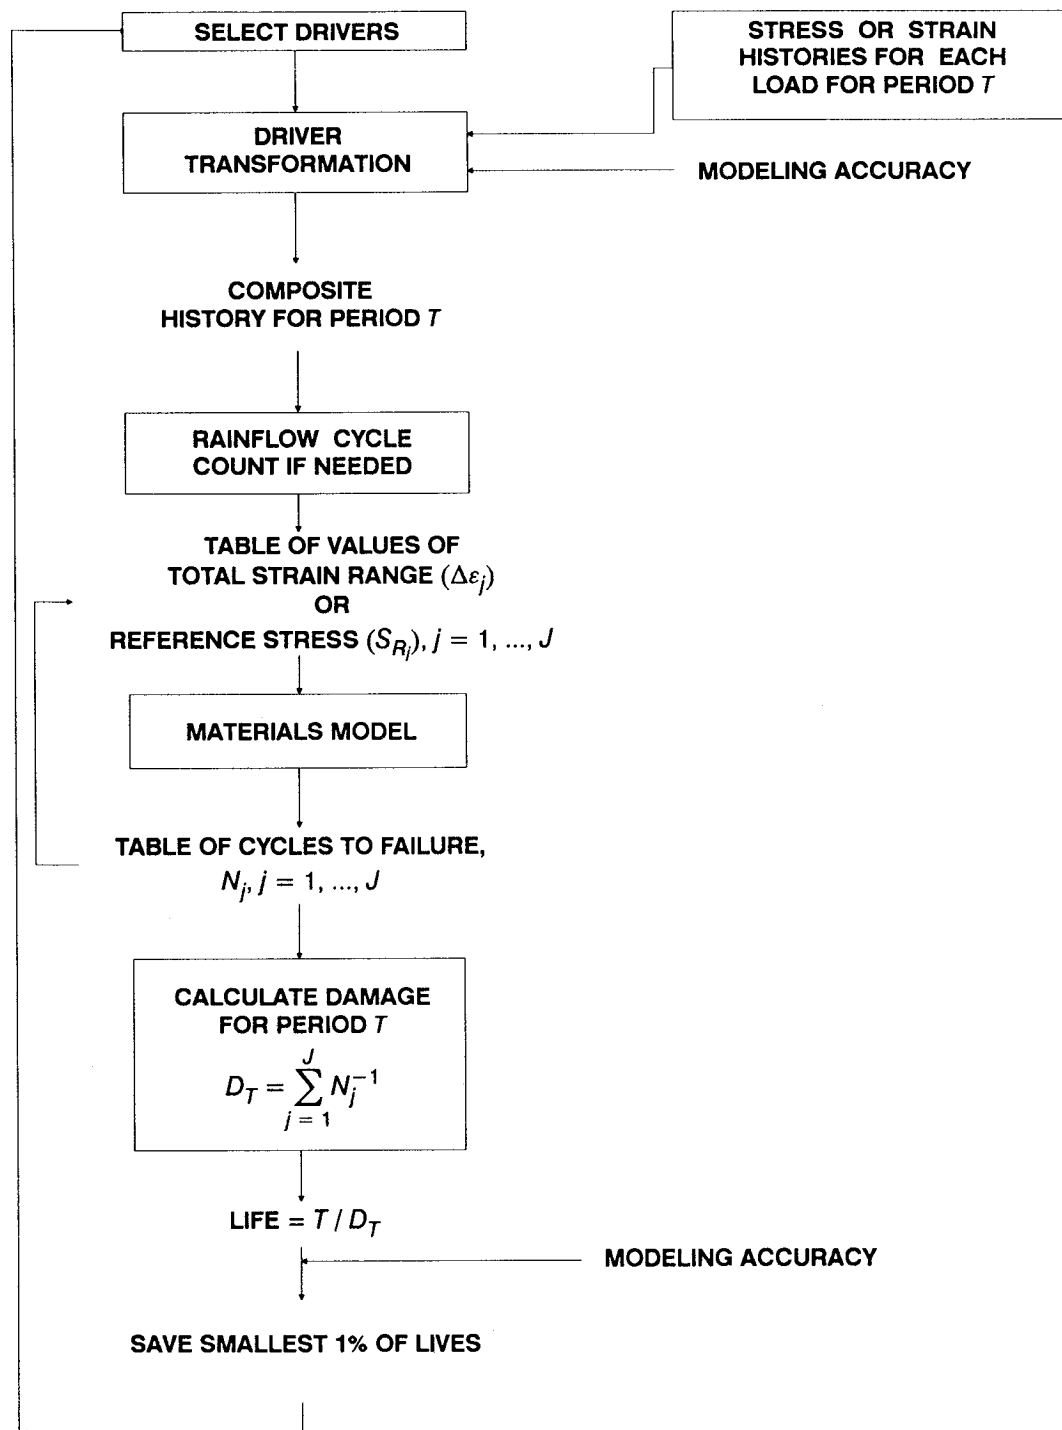 SELECT DRIVERS
STRESS OR STRAIN
HISTORIES FOR EACH
LOAD FOR PERIOD T
DRIVER
TRANSFORMATION
MODELING ACCURACY
COMPOSITE
HISTORY FOR PERIOD T
RAINFLOW CYCLE
COUNT IF NEEDED
TABLE OF VALUES OF
TOTAL STRAIN RANGE (Δε_j)
OR
REFERENCE STRESS (S_{R_j}), j = 1, ..., J
MATERIALS MODEL
TABLE OF CYCLES TO FAILURE,
N_j, j = 1, ..., J
CALCULATE DAMAGE
FOR PERIOD T
D_T = \sum_{j = 1}^{J} N_j^{-1}
LIFE = T / D_T
MODELING ACCURACY
SAVE SMALLEST 1% OF LIVES